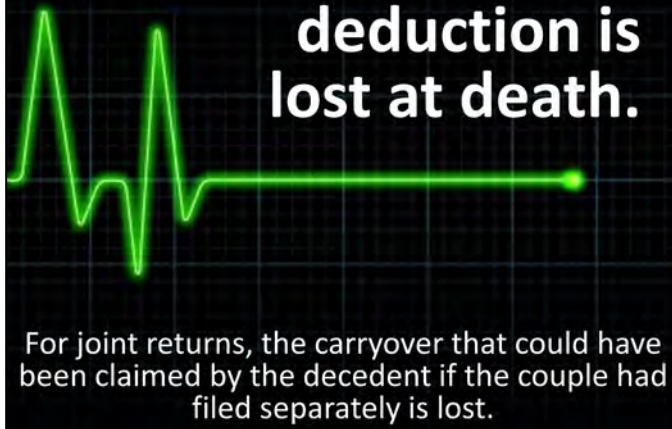 deduction is
lost at death.
For joint returns, the carryover that could have
been claimed by the decedent if the couple had
filed separately is lost.